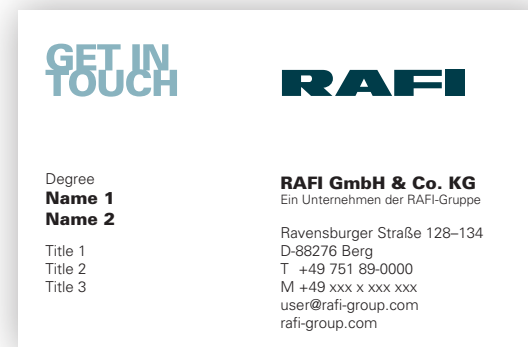 GET IN
TOUCH
RAFI
Degree
Name 1
Name 2
Title 1
Title 2
Title 3
RAFI GmbH & Co. KG
Ein Unternehmen der RAFI-Gruppe
Ravensburger Straße 128–134
D-88276 Berg
T +49 751 89-0000
M +49 xxx x xxx xxx
user@rafi-group.com
rafi-group.com